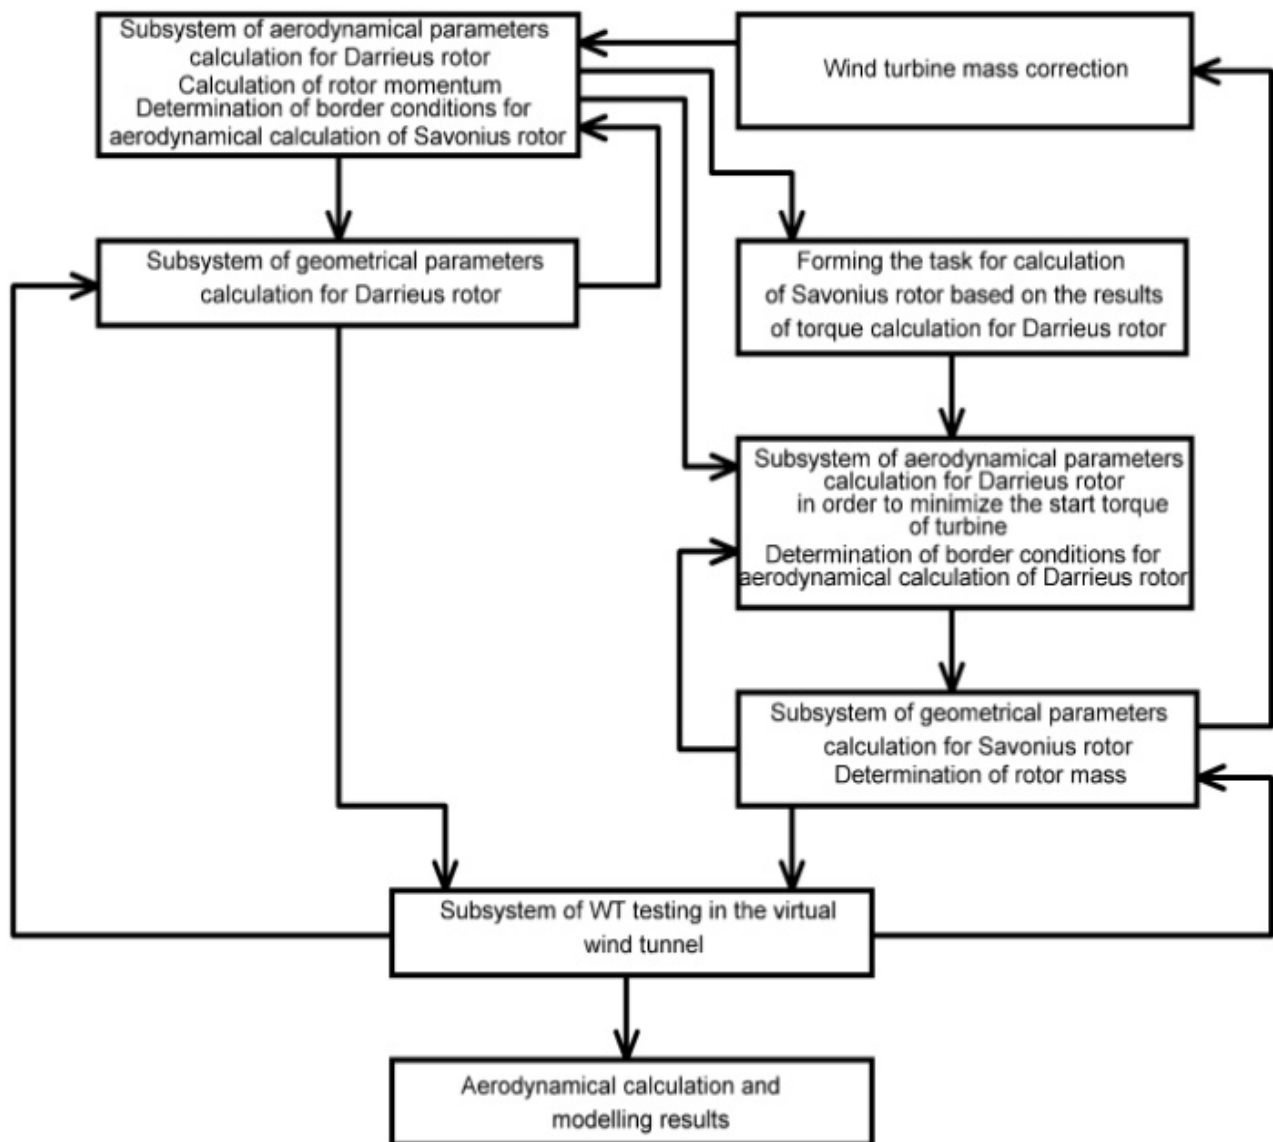 Subsystem of aerodynamical parameters
calculation for Darrieus rotor
Calculation of rotor momentum
Determination of border conditions for
aerodynamical calculation of Savonius rotor
Wind turbine mass correction
Subsystem of geometrical parameters
calculation for Darrieus rotor
Forming the task for calculation
of Savonius rotor based on the results
of torque calculation for Darrieus rotor
Subsystem of aerodynamical parameters
calculation for Darrieus rotor
in order to minimize the start torque
of turbine
Determination of border conditions for
aerodynamical calculation of Darrieus rotor
Subsystem of geometrical parameters
calculation for Savonius rotor
Determination of rotor mass
Subsystem of WT testing in the virtual
wind tunnel
Aerodynamical calculation and
modelling results